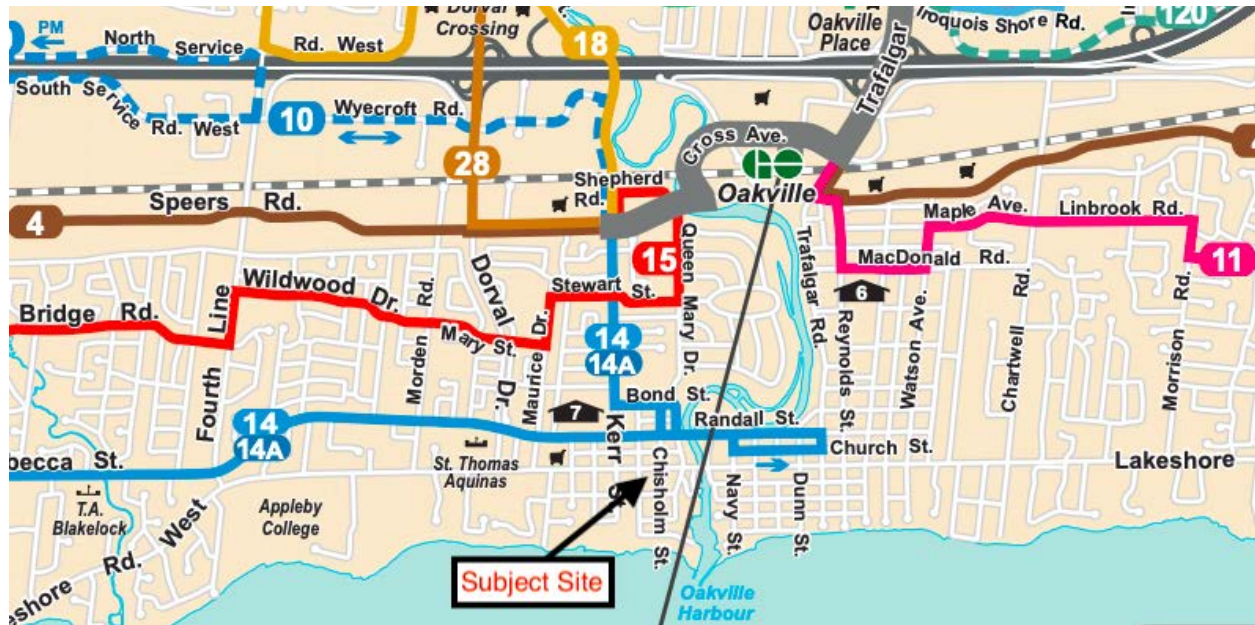 PM
North Service Rd. West
South Service Rd. West
10
Wyecroft Rd.
Dorval
Crossing
18
28
Oakville
Place
Trafalgar
Iroquois Shore Rd.
120
Cross Ave.
GO
Oakville
Shepherd
Rd.
4
Speers Rd.
15
Queen Mary Dr.
Stewart St.
Trafalgar Rd.
Maple Ave.
Linbrook Rd.
MacDonald Rd.
11
6
Reynolds St.
Watson Ave.
Chartwell Rd.
Morrison Rd.
Bridge Rd.
Fourth Line
Wildwood Dr.
Morden Rd.
Mary St.
Dorval Dr.
Maurice Dr.
14
14A
Bond St.
7
Kerr St.
Randall St.
Church St.
14
14A
becca St.
T.A.
Blakelock
St. Thomas
Aquinas
Appleby
College
Chisholm St.
Navy St.
Dunn St.
Lakeshore
eshore Rd. West
Subject Site
Oakville
Harbour